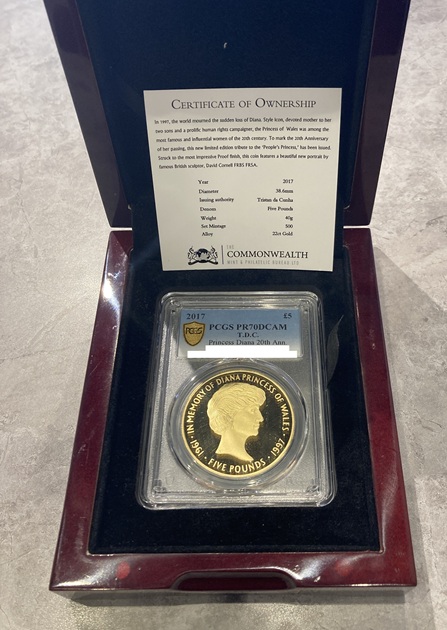 CERTIFICATE OF OWNERSHIP
In 1997, the world mourned the sudden loss of Diana. Style Icon, devoted mother to her
two sons and a prolific human rights campaigner, the Princess of Wales was among the
most famous and influential women of the 20th century. To mark the 20th Anniversary
of her passing, this new limited edition tribute to the 'People's Princess,' has been issued.
Struck to the most impressive Proof finish, this coin features a beautiful new portrait by
famous British sculptor, David Cornell FRBS FRSA.
Year 2017
Diameter 38.6mm
Issuing authority Tristan da Cunha
Denom Five Pounds
Weight 40g
Set Mintage 500
Alloy 22ct Gold
THE
COMMONWEALTH
MINT & PHILATELIC BUREAU LTD
2017 £5
PCGS PR70DCAM
PCGS
T.D.C.
Princess Diana 20th Ann.
· IN MEMORY OF DIANA PRINCESS OF WALES ·
1961 · FIVE POUNDS · 1997